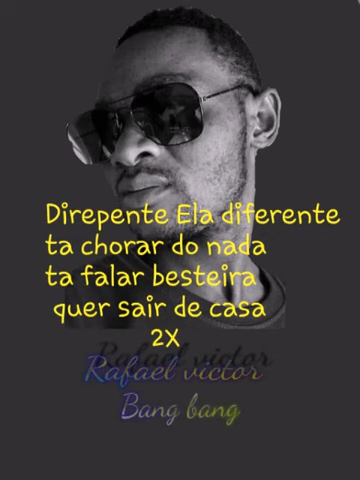 Direpente Ela diferente
ta chorar do nada
ta falar besteira
quer sair de casa
2X
Rafael victor
Rafael victor
Bang bang